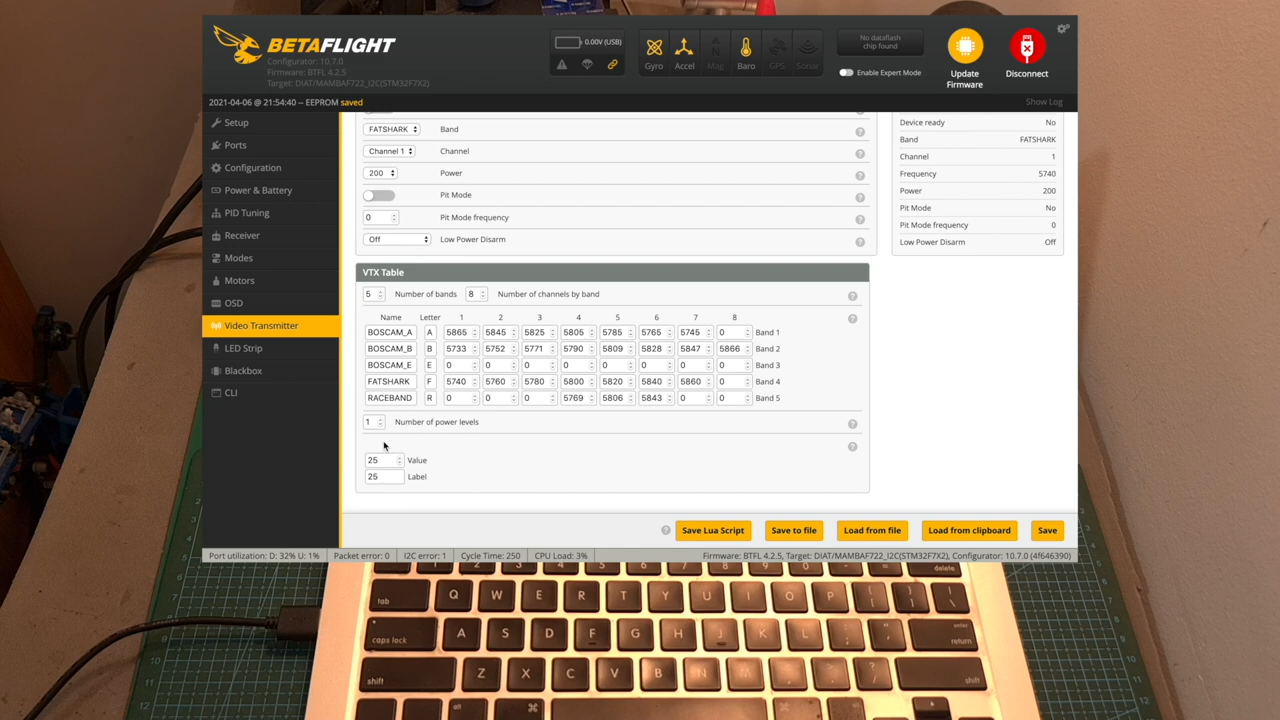 BETAFLIGHT
Configurator: 10.7.0
Firmware: BTFL 4.2.5
Target: DIAT/MAMBAF722_I2C(STM32F7X2)
0.00V (USB)
Gyro Accel Mag Baro GPS Sonar
No dataflash
chip found
Enable Expert Mode
Update
Firmware
Disconnect
2021-04-06 @ 21:54:40 -- EEPROM saved
Show Log
Setup
Ports
Configuration
Power & Battery
PID Tuning
Receiver
Modes
Motors
OSD
Video Transmitter
LED Strip
Blackbox
CLI
FATSHARK Band
Channel 1 Channel
200 Power
Pit Mode
0 Pit Mode frequency
Off Low Power Disarm
Device ready No
Band FATSHARK
Channel 1
Frequency 5740
Power 200
Pit Mode No
Pit Mode frequency 0
Low Power Disarm Off
VTX Table
5 Number of bands 8 Number of channels by band
Name Letter 1 2 3 4 5 6 7 8
BOSCAM_A A 5865 5845 5825 5805 5785 5765 5745 0 Band 1
BOSCAM_B B 5733 5752 5771 5790 5809 5828 5847 5866 Band 2
BOSCAM_E E 0 0 0 0 0 0 0 0 Band 3
FATSHARK F 5740 5760 5780 5800 5820 5840 5860 0 Band 4
RACEBAND R 0 0 0 5769 5806 5843 0 0 Band 5
1 Number of power levels
25 Value
25 Label
Save Lua Script Save to file Load from file Load from clipboard Save
Port utilization: D: 32% U: 1% Packet error: 0 I2C error: 1 Cycle Time: 250 CPU Load: 3% Firmware: BTFL 4.2.5, Target: DIAT/MAMBAF722_I2C(STM32F7X2), Configurator: 10.7.0 (4f646390)
delete
tab Q W E R T Y U I O P
caps lock A S D F G H J K L enter
return
shift Z X C V B N M shift